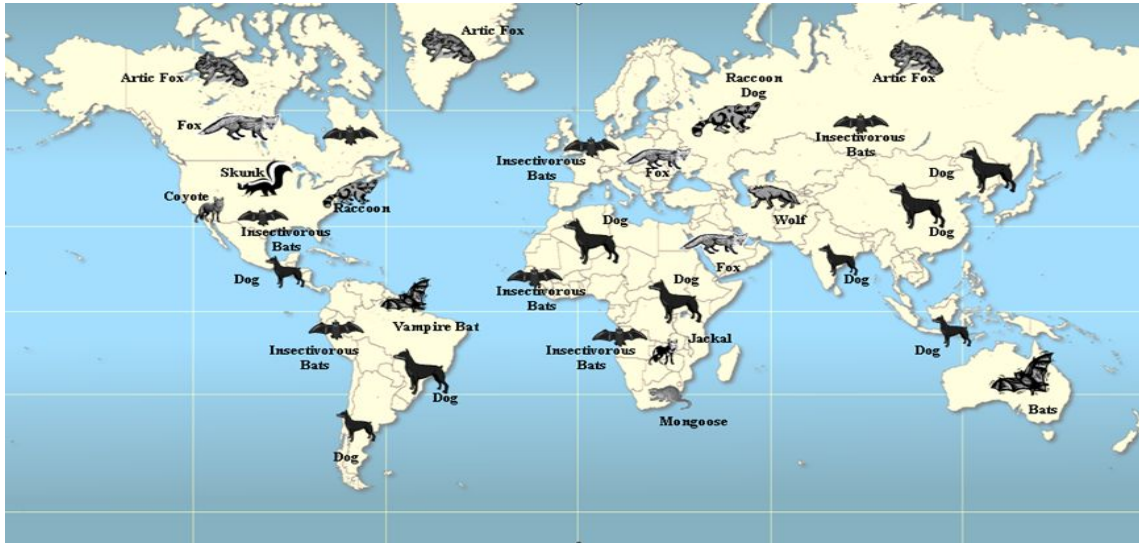 Artic Fox
Artic Fox
Artic Fox
Raccoon
Dog
Fox
Insectivorous
Bats
Insectivorous
Bats
Fox
Skunk
Dog
Coyote
Raccoon
Wolf
Dog
Dog
Insectivorous
Bats
Fox
Dog
Dog
Dog
Insectivorous
Bats
Vampire Bat
Insectivorous
Bats
Insectivorous
Bats
Jackal
Dog
Dog
Mongoose
Bats
Dog